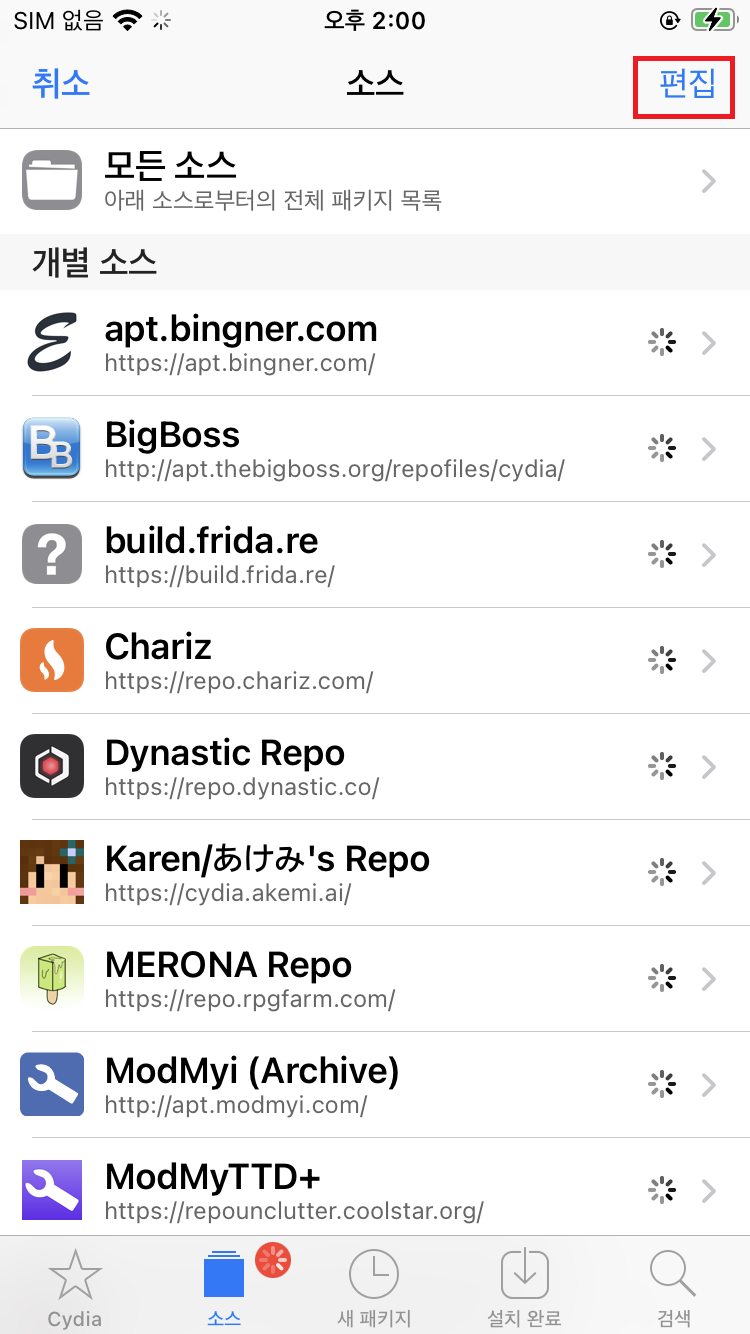 SIM 없음 오후 2:00
취소 소스 편집
모든 소스
아래 소스로부터의 전체 패키지 목록
개별 소스
apt.bingner.com
https://apt.bingner.com/
BigBoss
http://apt.thebigboss.org/repofiles/cydia/
build.frida.re
https://build.frida.re/
Chariz
https://repo.chariz.com/
Dynastic Repo
https://repo.dynastic.co/
Karen/あけみ's Repo
https://cydia.akemi.ai/
MERONA Repo
https://repo.rpgfarm.com/
ModMyi (Archive)
http://apt.modmyi.com/
ModMyTTD+
https://repounclutter.coolstar.org/
Cydia 소스 새 패키지 설치 완료 검색